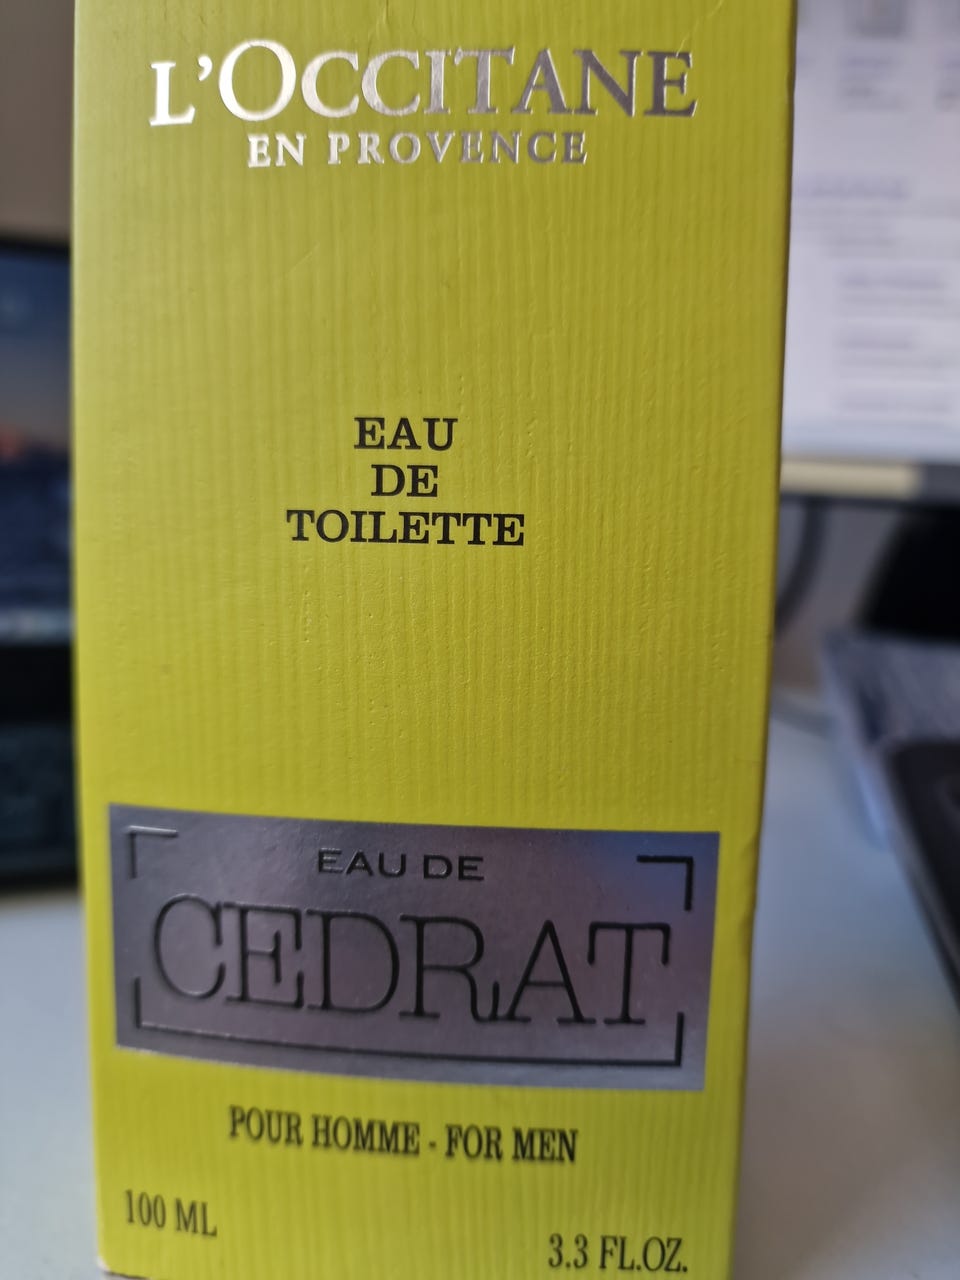 L'OCCITANE
EN PROVENCE
EAU
DE
TOILETTE
EAU DE
CEDRAT
POUR HOMME - FOR MEN
100 ML
3.3 FL.OZ.